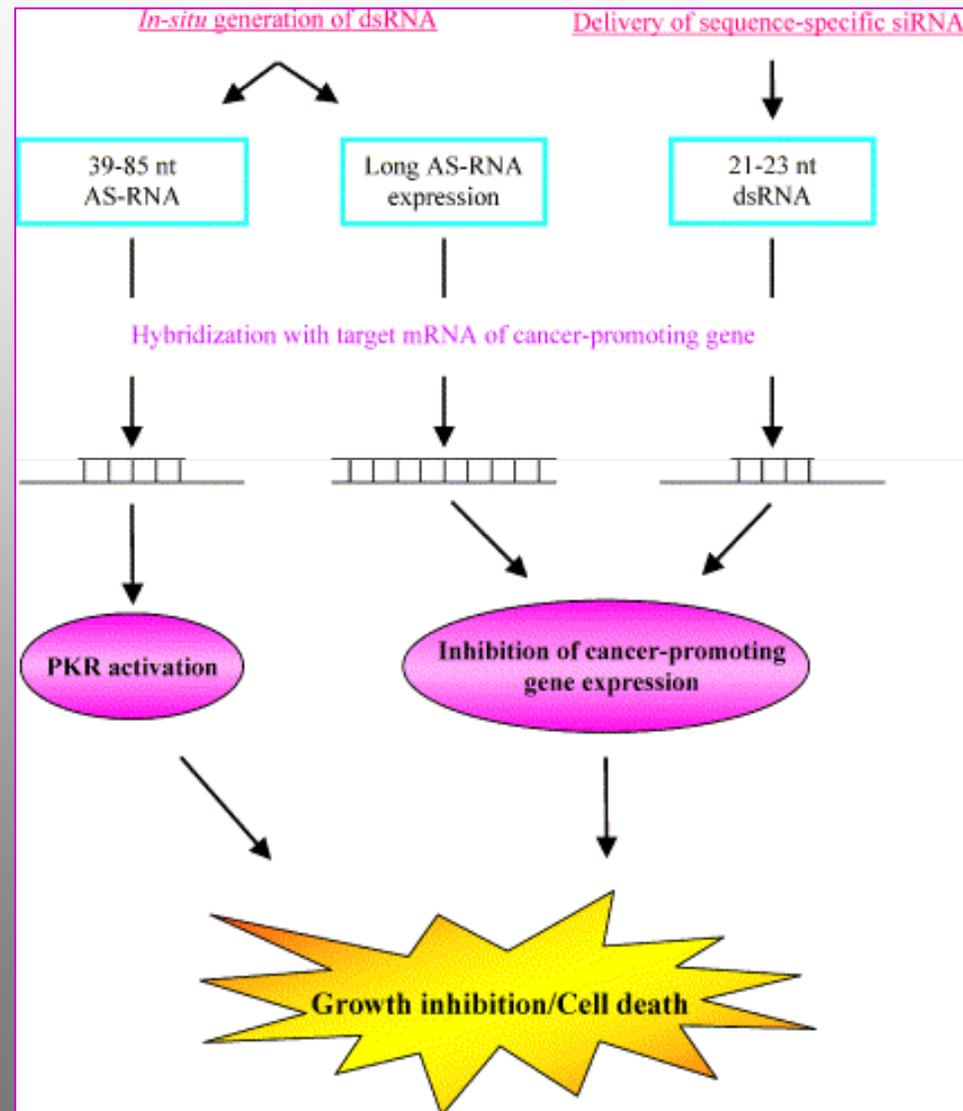 In-situ generation of dsRNA
Delivery of sequence-specific siRNA
39-85 nt
AS-RNA
Long AS-RNA
expression
21-23 nt
dsRNA
Hybridization with target mRNA of cancer-promoting gene
PKR activation
Inhibition of cancer-promoting
gene expression
Growth inhibition/Cell death